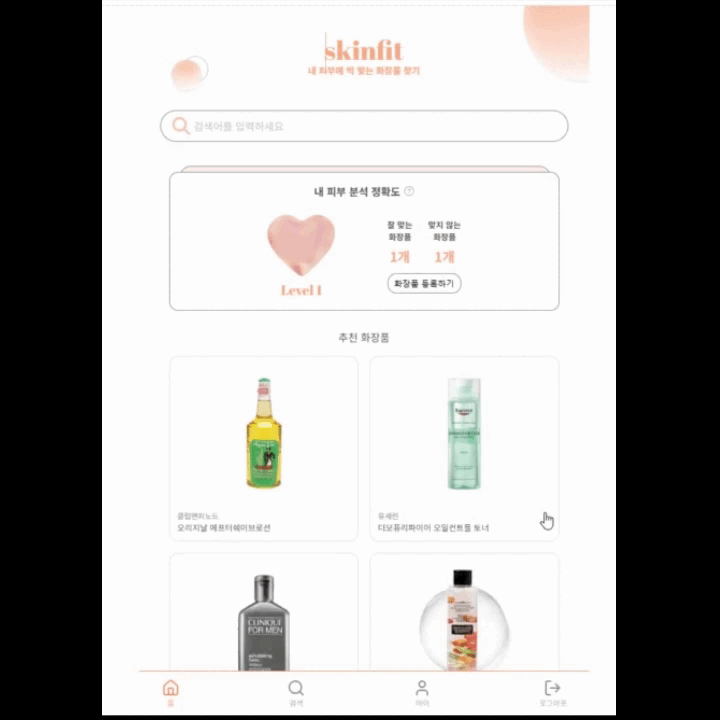 skinfit
내 피부에 딱 맞는 화장품 찾기
검색어를 입력하세요
내 피부 분석 정확도 ?
잘 맞는 화장품
맞지 않는 화장품
1개
1개
Level 1
화장품 등록하기
추천 화장품
클럽맨피노드
오리지날 애프터쉐이브로션
유세린
더모퓨리파이어 오일컨트롤 토너
Eucerin
CLINIQUE
FOR MEN
홈
검색
마이
로그아웃